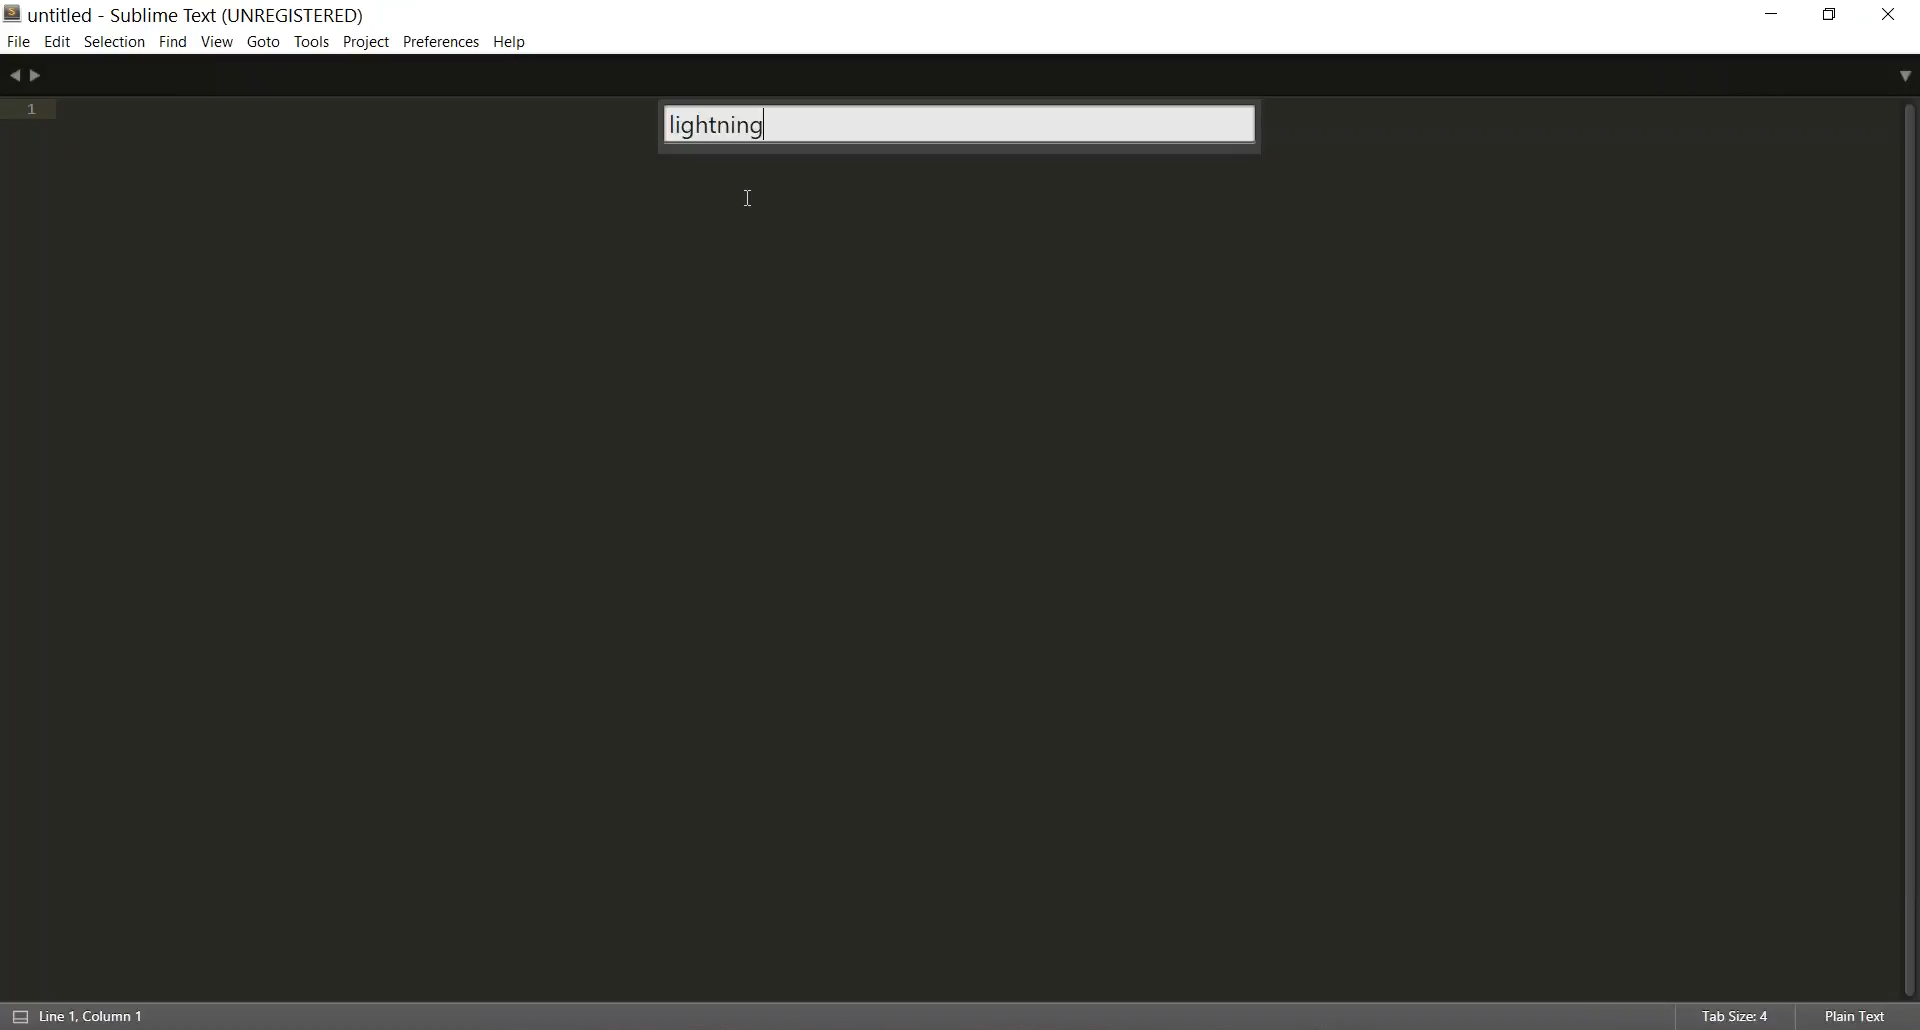 untitled - Sublime Text (UNREGISTERED)
File Edit Selection Find View Goto Tools Project Preferences Help
1
lightning
Line 1, Column 1 Tab Size: 4 Plain Text